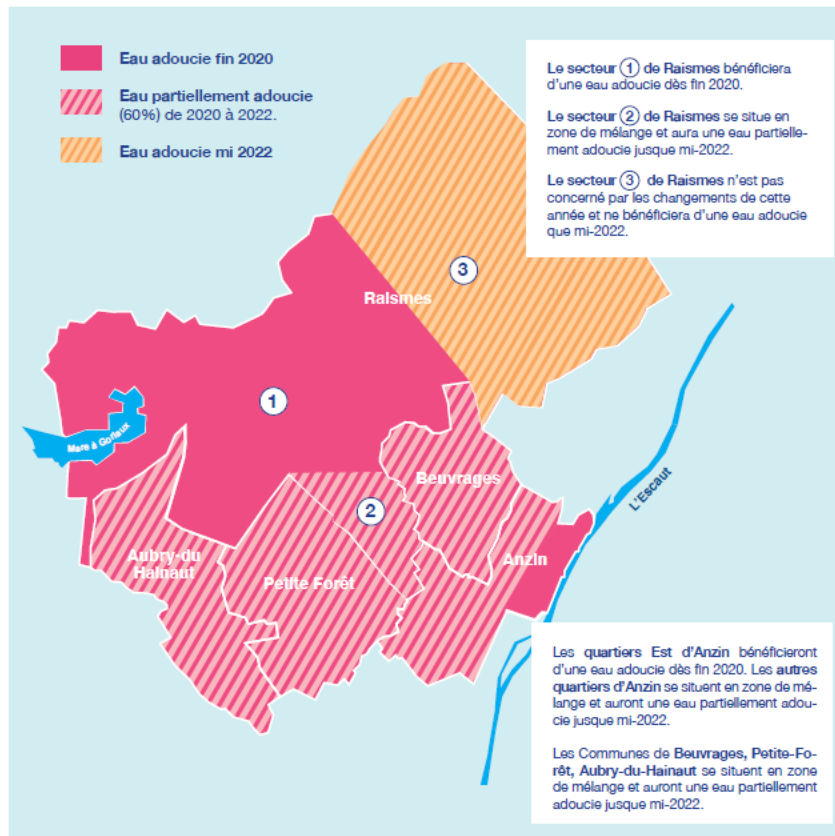 Eau adoucie fin 2020
Eau partiellement adoucie
(60%) de 2020 à 2022.
Eau adoucie mi 2022
Le secteur 1 de Raismes bénéficiera
d'une eau adoucie dès fin 2020.
Le secteur 2 de Raismes se situe en
zone de mélange et aura une eau partielle-
ment adoucie jusque mi-2022.
Le secteur 3 de Raismes n'est pas
concerné par les changements de cette
année et ne bénéficiera d'une eau adoucie
que mi-2022.
3
Raismes
1
Mare à Goriaux
Beuvrages
L'Escaut
2
Aubry-du
Hainaut
Petite Forêt
Anzin
Les quartiers Est d'Anzin bénéficieront
d'une eau adoucie dès fin 2020. Les autres
quartiers d'Anzin se situent en zone de mé-
lange et auront une eau partiellement adou-
cie jusque mi-2022.
Les Communes de Beuvrages, Petite-Fo-
rêt, Aubry-du-Hainaut se situent en zone
de mélange et auront une eau partiellement
adoucie jusque mi-2022.